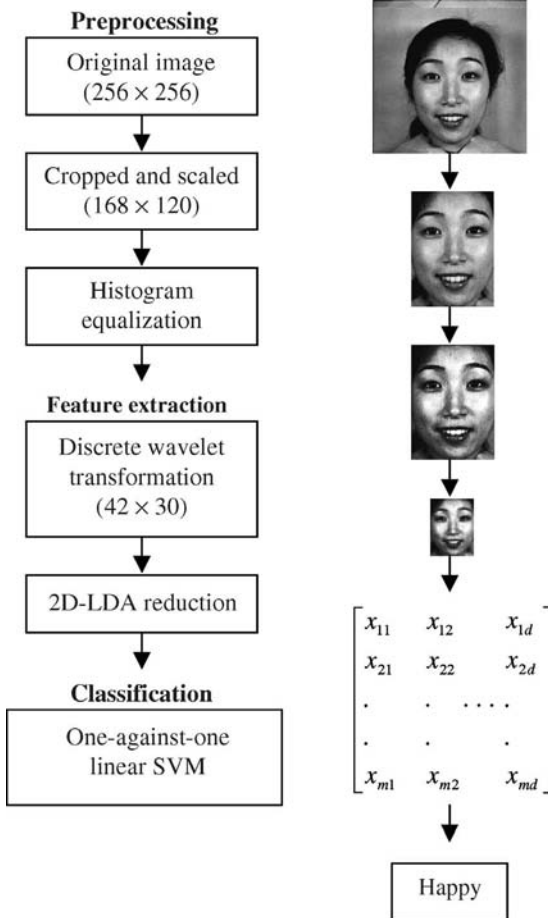 Preprocessing
Original image
(256 × 256)
Cropped and scaled
(168 × 120)
Histogram
equalization
Feature extraction
Discrete wavelet
transformation
(42 × 30)
2D-LDA reduction
Classification
One-against-one
linear SVM
x₁₁ x₁₂ x₁d
x₂₁ x₂₂ x₂d
. . . . . .
. . .
xₘ₁ xₘ₂ xₘd
Happy